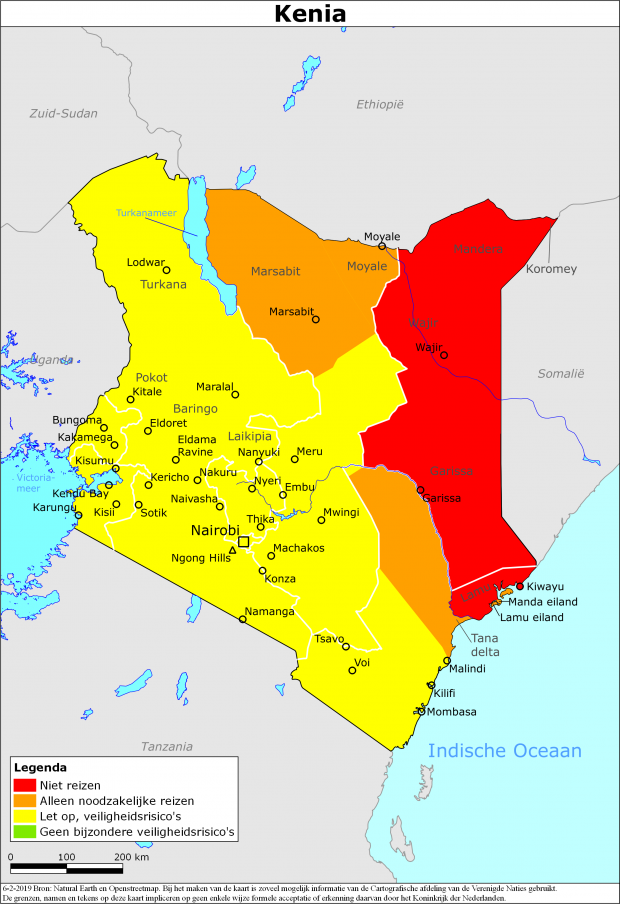 Kenia
Zuid-Sudan
Ethiopië
Turkanameer
Moyale
Mandera
Lodwar
Turkana
Marsabit
Moyale
Koromey
Marsabit
Wajir
Wajir
Uganda
Somalië
Pokot
Kitale
Maralal
Baringo
Bungoma
Eldoret
Kakamega
Eldama
Ravine
Laikipia
Nanyuki
Meru
Kisumu
Victoria-
meer
Kericho
Nakuru
Nyeri
Embu
Garissa
Garissa
Kendu Bay
Karungu
Kisii
Sotik
Naivasha
Thika
Mwingi
Nairobi
Ngong Hills
Machakos
Konza
Lamu
Kiwayu
Manda eiland
Lamu eiland
Namanga
Tana
delta
Tsavo
Voi
Malindi
Kilifi
Mombasa
Tanzania
Indische Oceaan
Legenda
Niet reizen
Alleen noodzakelijke reizen
Let op, veiligheidsrisico's
Geen bijzondere veiligheidsrisico's
0 100 200 km
6-2-2019 Bron: Natural Earth en Openstreetmap. Bij het maken van de kaart is zoveel mogelijk informatie van de Cartografische afdeling van de Verenigde Naties gebruikt.
De grenzen, namen en tekens op deze kaart impliceren op geen enkele wijze formele acceptatie of erkenning daarvan door het Koninkrijk der Nederlanden.